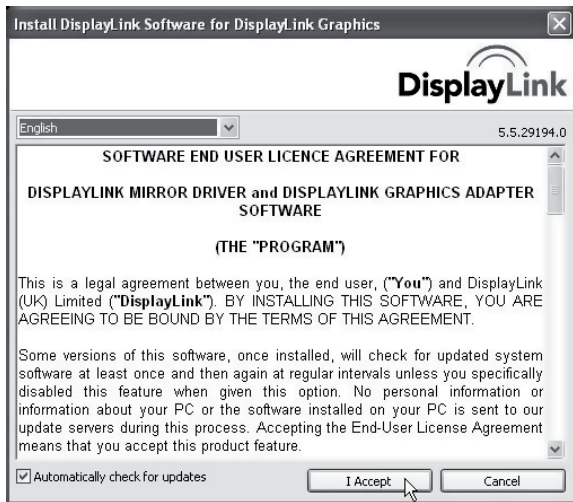 Install DisplayLink Software for DisplayLink Graphics
DisplayLink
English
5.5.29194.0
SOFTWARE END USER LICENCE AGREEMENT FOR
DISPLAYLINK MIRROR DRIVER and DISPLAYLINK GRAPHICS ADAPTER
SOFTWARE
(THE "PROGRAM")
This is a legal agreement between you, the end user, ("You") and DisplayLink
(UK) Limited ("DisplayLink"). BY INSTALLING THIS SOFTWARE, YOU ARE
AGREEING TO BE BOUND BY THE TERMS OF THIS AGREEMENT.
Some versions of this software, once installed, will check for updated system
software at least once and then again at regular intervals unless you specifically
disabled this feature when given this option. No personal information or
information about your PC or the software installed on your PC is sent to our
update servers during this process. Accepting the End-User License Agreement
means that you accept this product feature.
Automatically check for updates
I Accept
Cancel